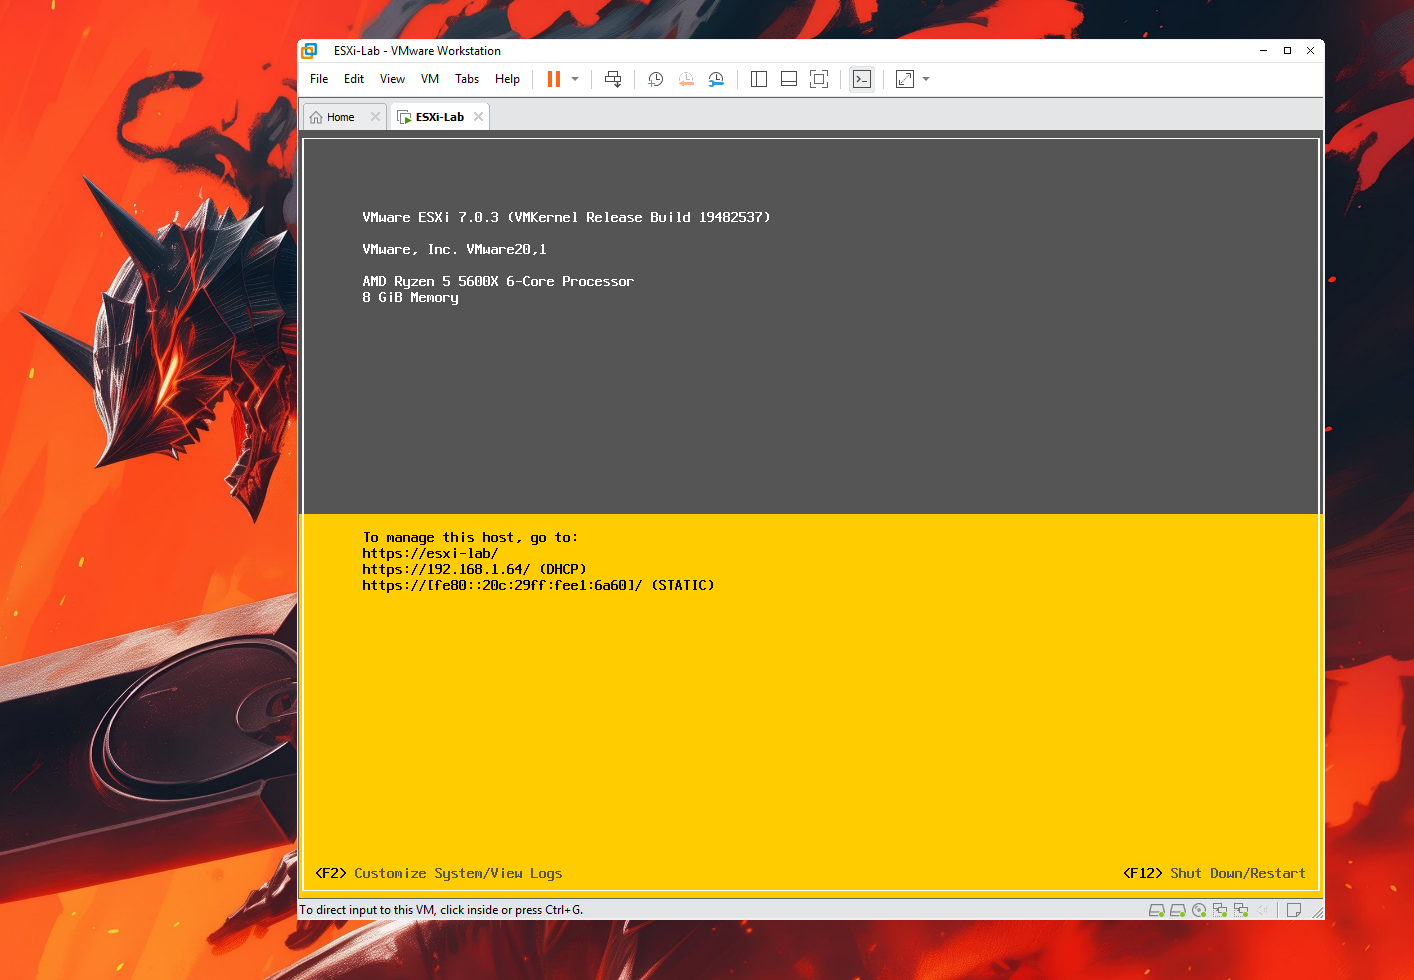 ESXi-Lab - VMware Workstation
File Edit View VM Tabs Help
Home ESXi-Lab
VMware ESXi 7.0.3 (VMKernel Release Build 19482537)
VMware, Inc. VMware20,1
AMD Ryzen 5 5600X 6-Core Processor
8 GiB Memory
To manage this host, go to:
https://esxi-lab/
https://192.168.1.64/ (DHCP)
https://[fe80::20c:29ff:fee1:6a60]/ (STATIC)
<F2> Customize System/View Logs
<F12> Shut Down/Restart
To direct input to this VM, click inside or press Ctrl+G.